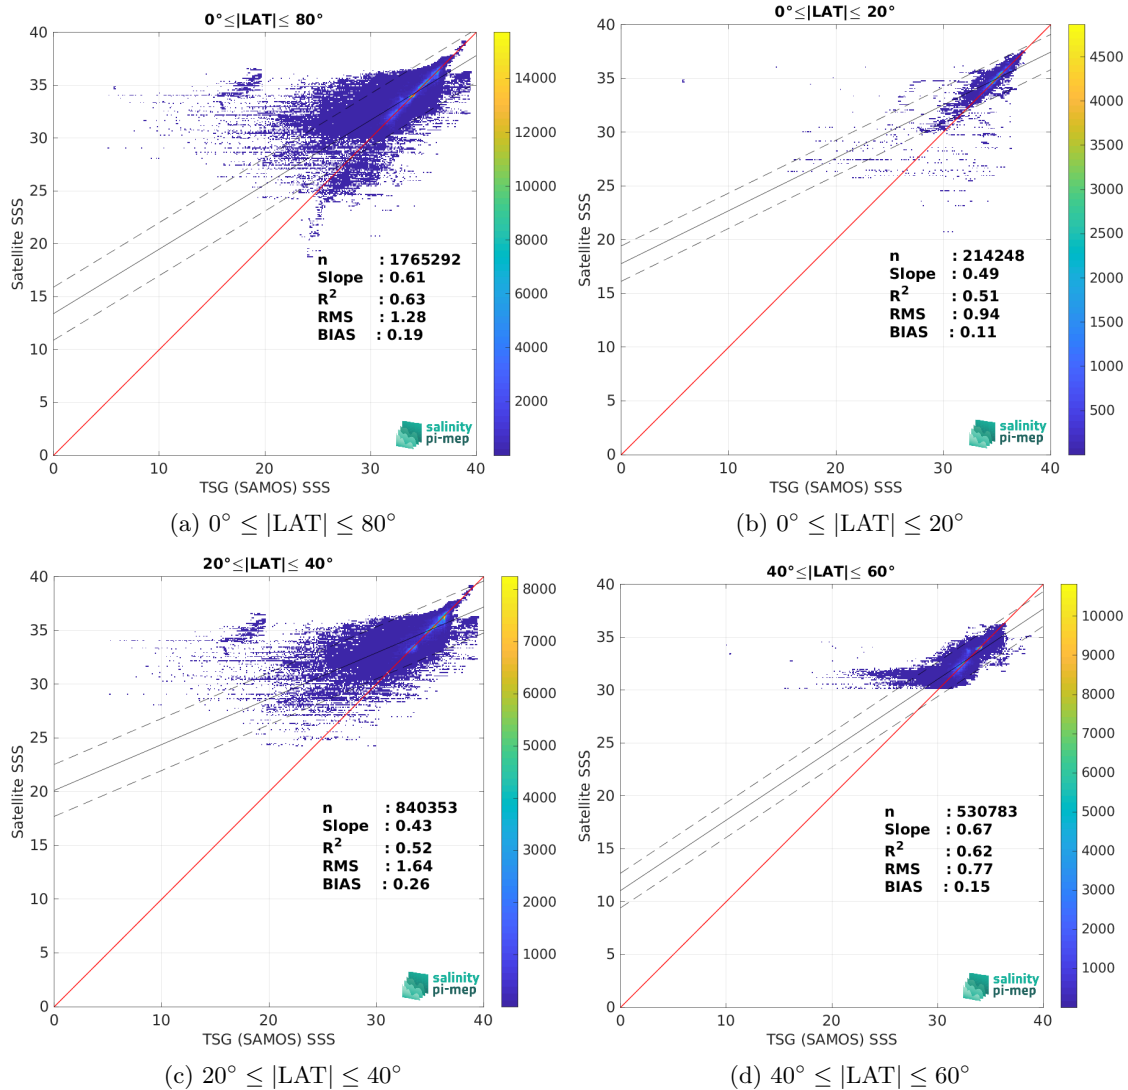 0°≤|LAT|≤ 80°
40
35
30
25
20
15
10
5
0
Satellite SSS
0
10
20
30
40
TSG (SAMOS) SSS
n : 1765292
Slope : 0.61
R² : 0.63
RMS : 1.28
BIAS : 0.19
salinity
pi-mep
14000
12000
10000
8000
6000
4000
2000
(a) 0° ≤ |LAT| ≤ 80°
0°≤|LAT|≤ 20°
40
35
30
25
20
15
10
5
0
Satellite SSS
0
10
20
30
40
TSG (SAMOS) SSS
n : 214248
Slope : 0.49
R² : 0.51
RMS : 0.94
BIAS : 0.11
salinity
pi-mep
4500
4000
3500
3000
2500
2000
1500
1000
500
(b) 0° ≤ |LAT| ≤ 20°
20°≤|LAT|≤ 40°
40
35
30
25
20
15
10
5
0
Satellite SSS
0
10
20
30
40
TSG (SAMOS) SSS
n : 840353
Slope : 0.43
R² : 0.52
RMS : 1.64
BIAS : 0.26
salinity
pi-mep
8000
7000
6000
5000
4000
3000
2000
1000
(c) 20° ≤ |LAT| ≤ 40°
40°≤|LAT|≤ 60°
40
35
30
25
20
15
10
5
0
Satellite SSS
0
10
20
30
40
TSG (SAMOS) SSS
n : 530783
Slope : 0.67
R² : 0.62
RMS : 0.77
BIAS : 0.15
salinity
pi-mep
10000
9000
8000
7000
6000
5000
4000
3000
2000
1000
(d) 40° ≤ |LAT| ≤ 60°